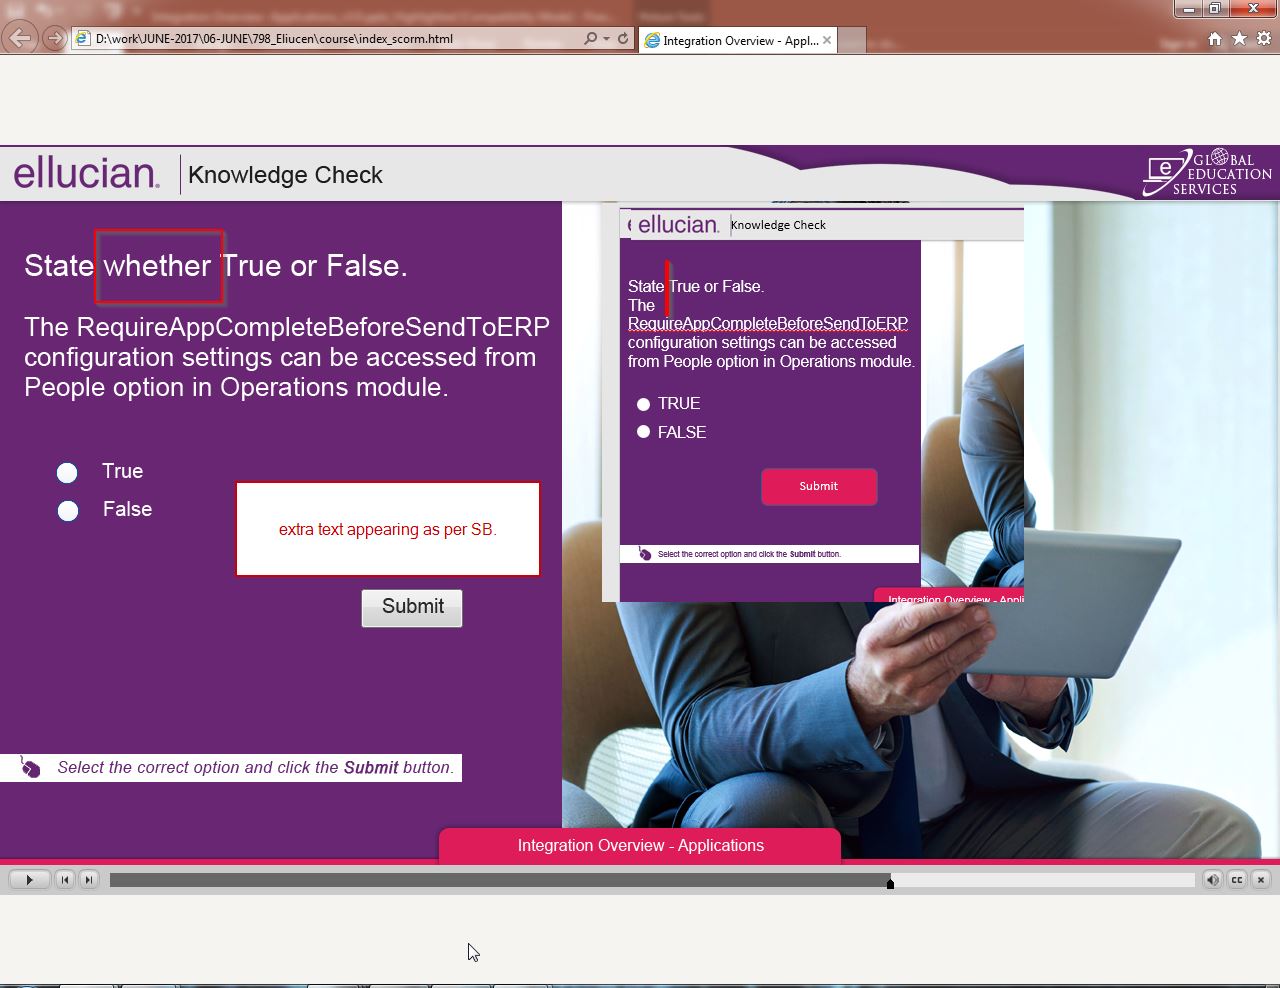 D:\work\JUNE-2017\06-JUNE\798_Eliucen\course\index_scorm.html
Integration Overview - Appl...
ellucian.
Knowledge Check
GLOBAL
EDUCATION
SERVICES
State whether True or False.
The RequireAppCompleteBeforeSendToERP
configuration settings can be accessed from
People option in Operations module.
True
False
extra text appearing as per SB.
Submit
Select the correct option and click the Submit button.
ellucian.
Knowledge Check
State True or False.
The
RequireAppCompleteBeforeSendToERP
configuration settings can be accessed
from People option in Operations module.
TRUE
FALSE
Submit
Select the correct option and click the Submit button.
Integration Overview - Appli
Integration Overview - Applications
CC